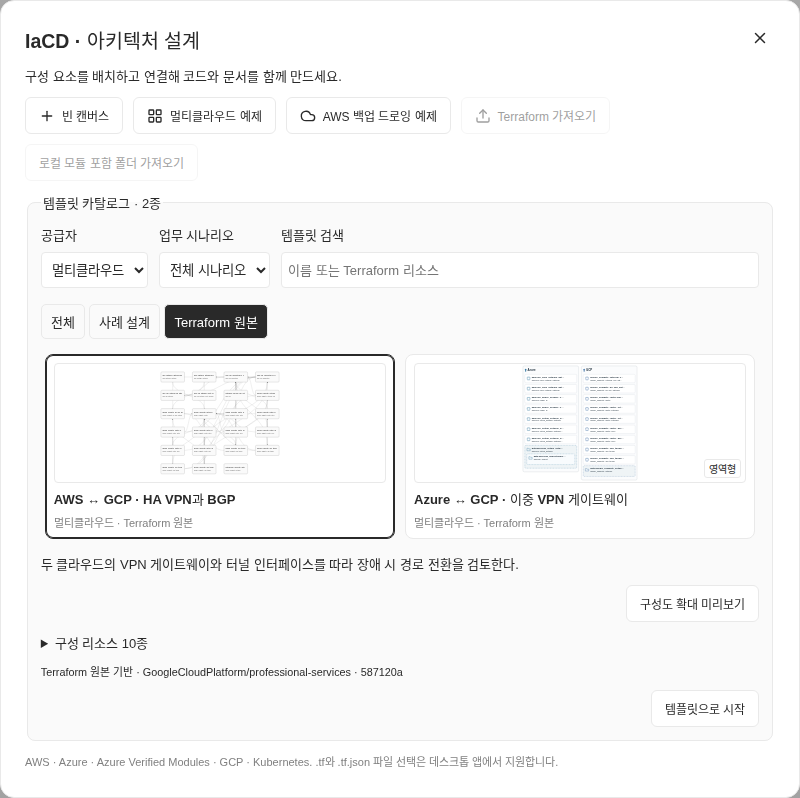 IaCD · 아키텍처 설계
구성 요소를 배치하고 연결해 코드와 문서를 함께 만드세요.
빈 캔버스
멀티클라우드 예제
AWS 백업 드로잉 예제
Terraform 가져오기
로컬 모듈 포함 폴더 가져오기
템플릿 카탈로그 · 2종
공급자
업무 시나리오
템플릿 검색
멀티클라우드
전체 시나리오
이름 또는 Terraform 리소스
전체
사례 설계
Terraform 원본
Azure
GCP
영역형
AWS ↔ GCP · HA VPN과 BGP
멀티클라우드 · Terraform 원본
Azure ↔ GCP · 이중 VPN 게이트웨이
멀티클라우드 · Terraform 원본
두 클라우드의 VPN 게이트웨이와 터널 인터페이스를 따라 장애 시 경로 전환을 검토한다.
구성도 확대 미리보기
구성 리소스 10종
Terraform 원본 기반 · GoogleCloudPlatform/professional-services · 587120a
템플릿으로 시작
AWS · Azure · Azure Verified Modules · GCP · Kubernetes. .tf와 .tf.json 파일 선택은 데스크톱 앱에서 지원합니다.